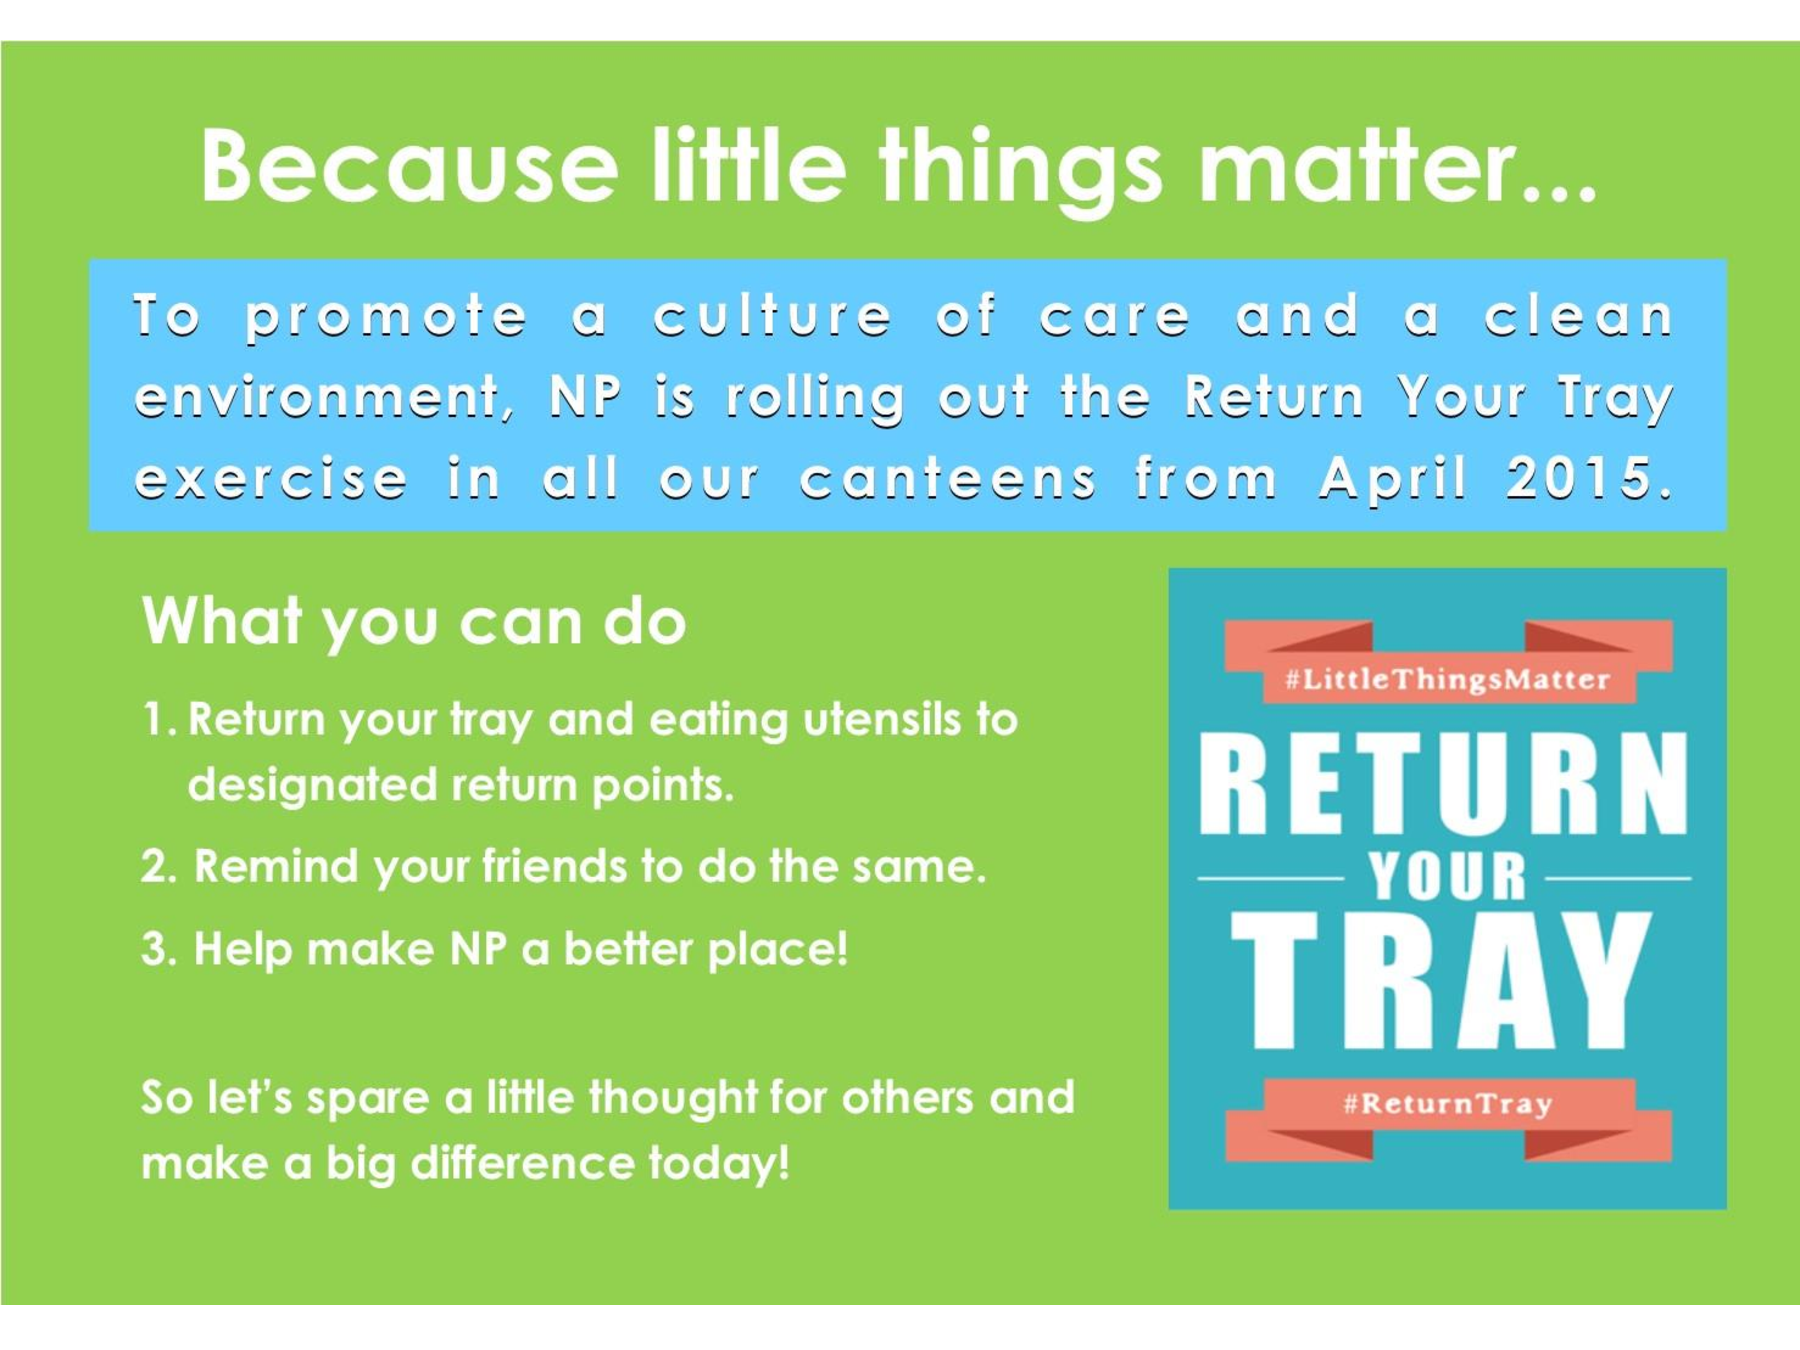 Because little things matter...
To promote a culture of care and a clean
environment, NP is rolling out the Return Your Tray
exercise in all our canteens from April 2015.
What you can do
1. Return your tray and eating utensils to
designated return points.
2. Remind your friends to do the same.
3. Help make NP a better place!
So let’s spare a little thought for others and
make a big difference today!
#LittleThingsMatter
RETURN
YOUR
TRAY
#ReturnTray